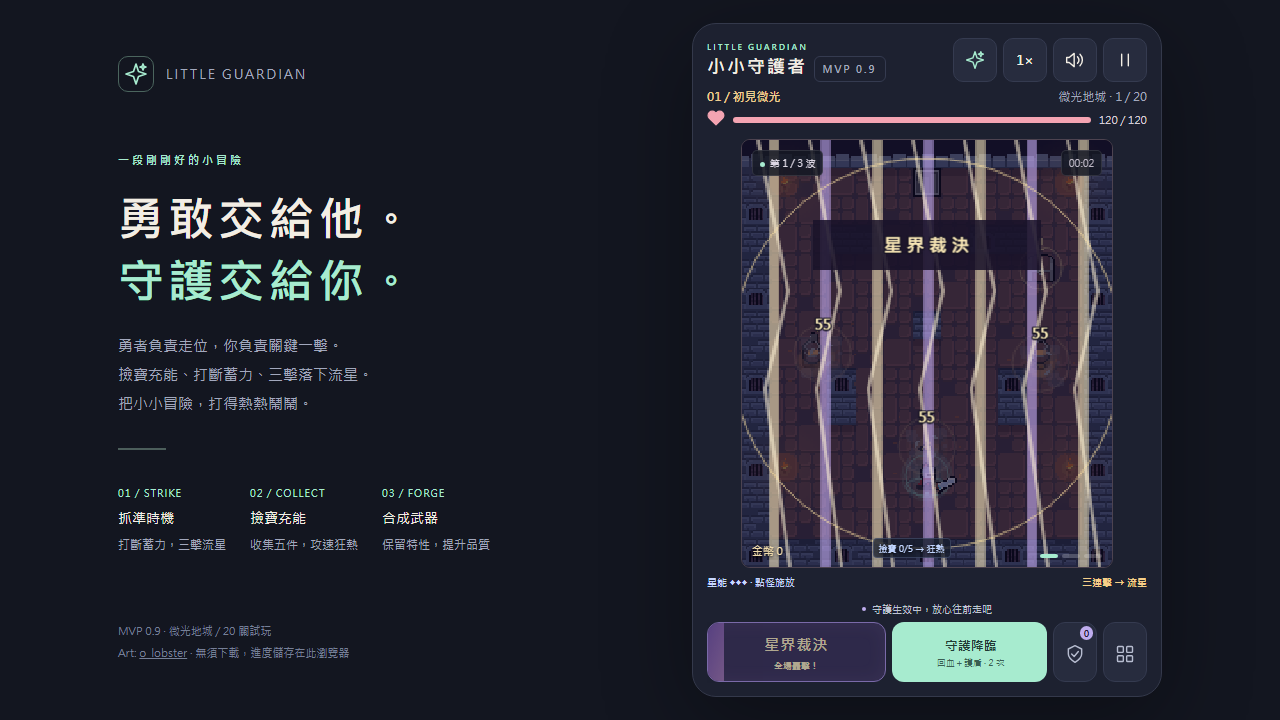 LITTLE GUARDIAN
一段剛剛好的小冒險
勇敢交給他。
守護交給你。
勇者負責走位，你負責關鍵一擊。
撿寶充能、打斷蓄力、三擊落下流星。
把小小冒險，打得熱熱鬧鬧。
01 / STRIKE
抓準時機
打斷蓄力，三擊流星
02 / COLLECT
撿寶充能
收集五件，攻速狂熱
03 / FORGE
合成武器
保留特性，提升品質
MVP 0.9 · 微光地城 / 20 關試玩
Art: o_lobster · 無須下載，進度儲存在此瀏覽器
LITTLE GUARDIAN
小小守護者
MVP 0.9
1×
01 / 初見微光
微光地城 · 1 / 20
120 / 120
第 1 / 3 波
00:02
星界裁決
55
55
55
金幣 0
撿寶 0/5 → 狂熱
星能 ◆◆◆ · 點怪施放
三連擊 → 流星
守護生效中，放心往前走吧
星界裁決
全場轟擊！
守護降臨
回血 + 護盾 · 2 次
0